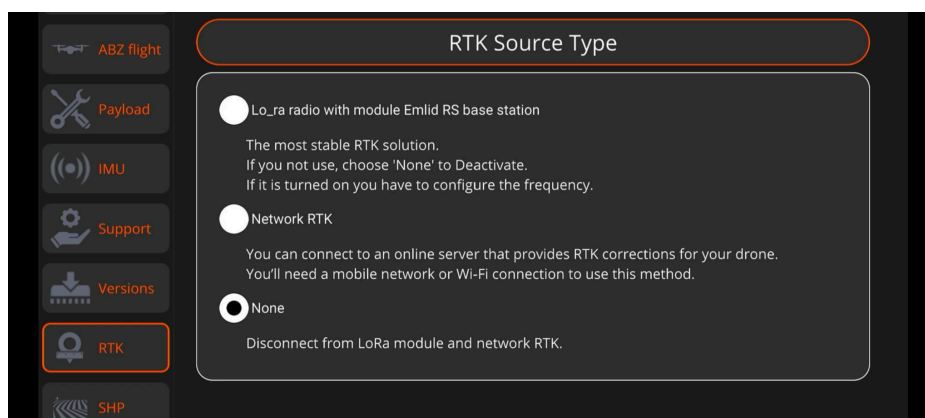 ABZ flight
Payload
IMU
Support
Versions
RTK
SHP
RTK Source Type
Lo_ra radio with module Emlid RS base station
The most stable RTK solution.
If you not use, choose 'None' to Deactivate.
If it is turned on you have to configure the frequency.
Network RTK
You can connect to an online server that provides RTK corrections for your drone.
You'll need a mobile network or Wi-Fi connection to use this method.
None
Disconnect from LoRa module and network RTK.